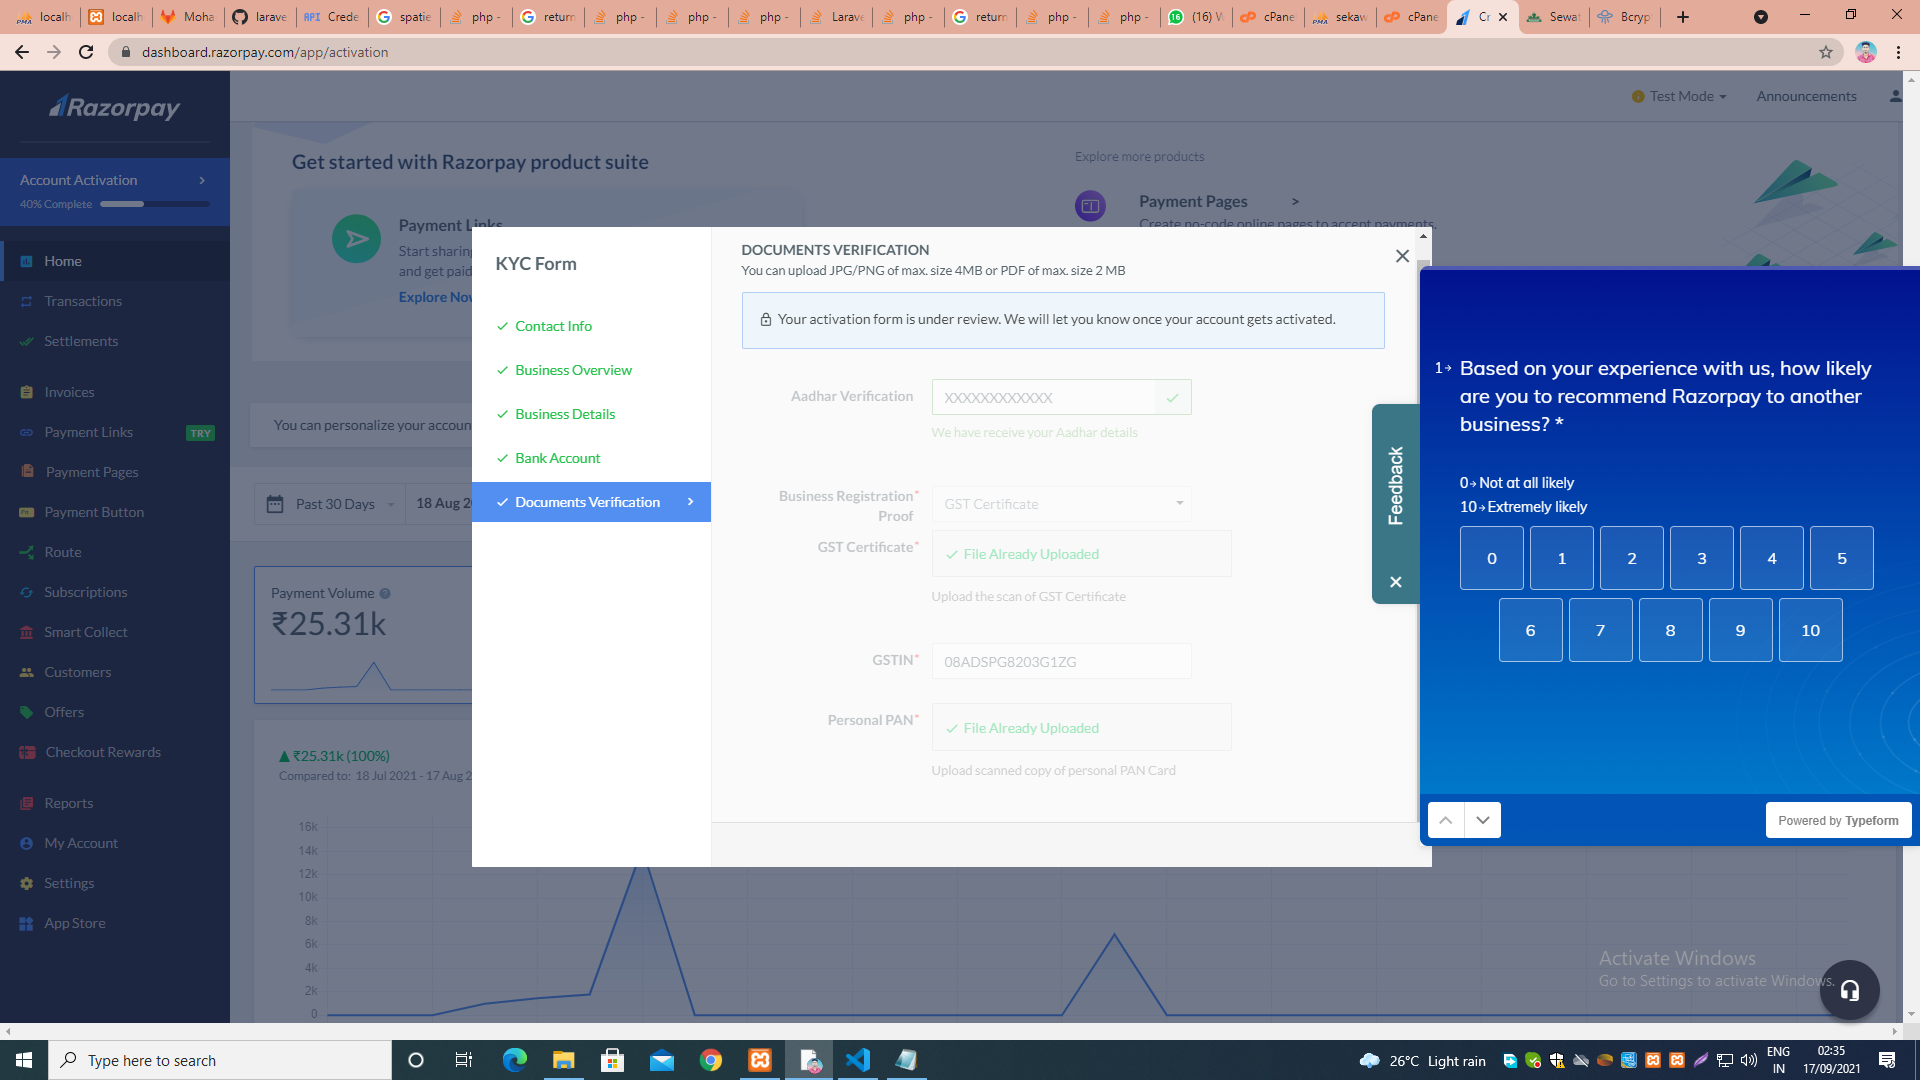 localh
localh
Moha
larave
API Crede
spatie
php -
return
php -
php -
php -
Larave
php -
return
php -
php -
(16) W
cPane
sekaw
cPane
Cr
Sewat
Bcryp
dashboard.razorpay.com/app/activation
Razorpay
Account Activation
40% Complete
Home
Transactions
Settlements
Invoices
Payment Links TRY
Payment Pages
Payment Button
Route
Subscriptions
Smart Collect
Customers
Offers
Checkout Rewards
Reports
My Account
Settings
App Store
Test Mode
Announcements
Get started with Razorpay product suite
Payment Links
Start sharing
and get paid
Explore Now
Explore more products
Payment Pages >
Create no-code online pages to accept payments.
You can personalize your accoun
Past 30 Days
18 Aug 20
Payment Volume
₹25.31k
₹25.31k (100%)
Compared to: 18 Jul 2021 - 17 Aug 2
16k
14k
12k
10k
8k
6k
4k
2k
0
KYC Form
Contact Info
Business Overview
Business Details
Bank Account
Documents Verification
DOCUMENTS VERIFICATION
You can upload JPG/PNG of max. size 4MB or PDF of max. size 2 MB
Your activation form is under review. We will let you know once your account gets activated.
Aadhar Verification
XXXXXXXXXXXX
We have receive your Aadhar details
Business Registration*
Proof
GST Certificate
GST Certificate*
File Already Uploaded
Upload the scan of GST Certificate
GSTIN*
08ADSPG8203G1ZG
Personal PAN*
File Already Uploaded
Upload scanned copy of personal PAN Card
Feedback
1→ Based on your experience with us, how likely
are you to recommend Razorpay to another
business? *
0→ Not at all likely
10→ Extremely likely
0 1 2 3 4 5
6 7 8 9 10
Powered by Typeform
Activate Windows
Go to Settings to activate Windows.
Type here to search
26°C Light rain
ENG
IN
02:35
17/09/2021